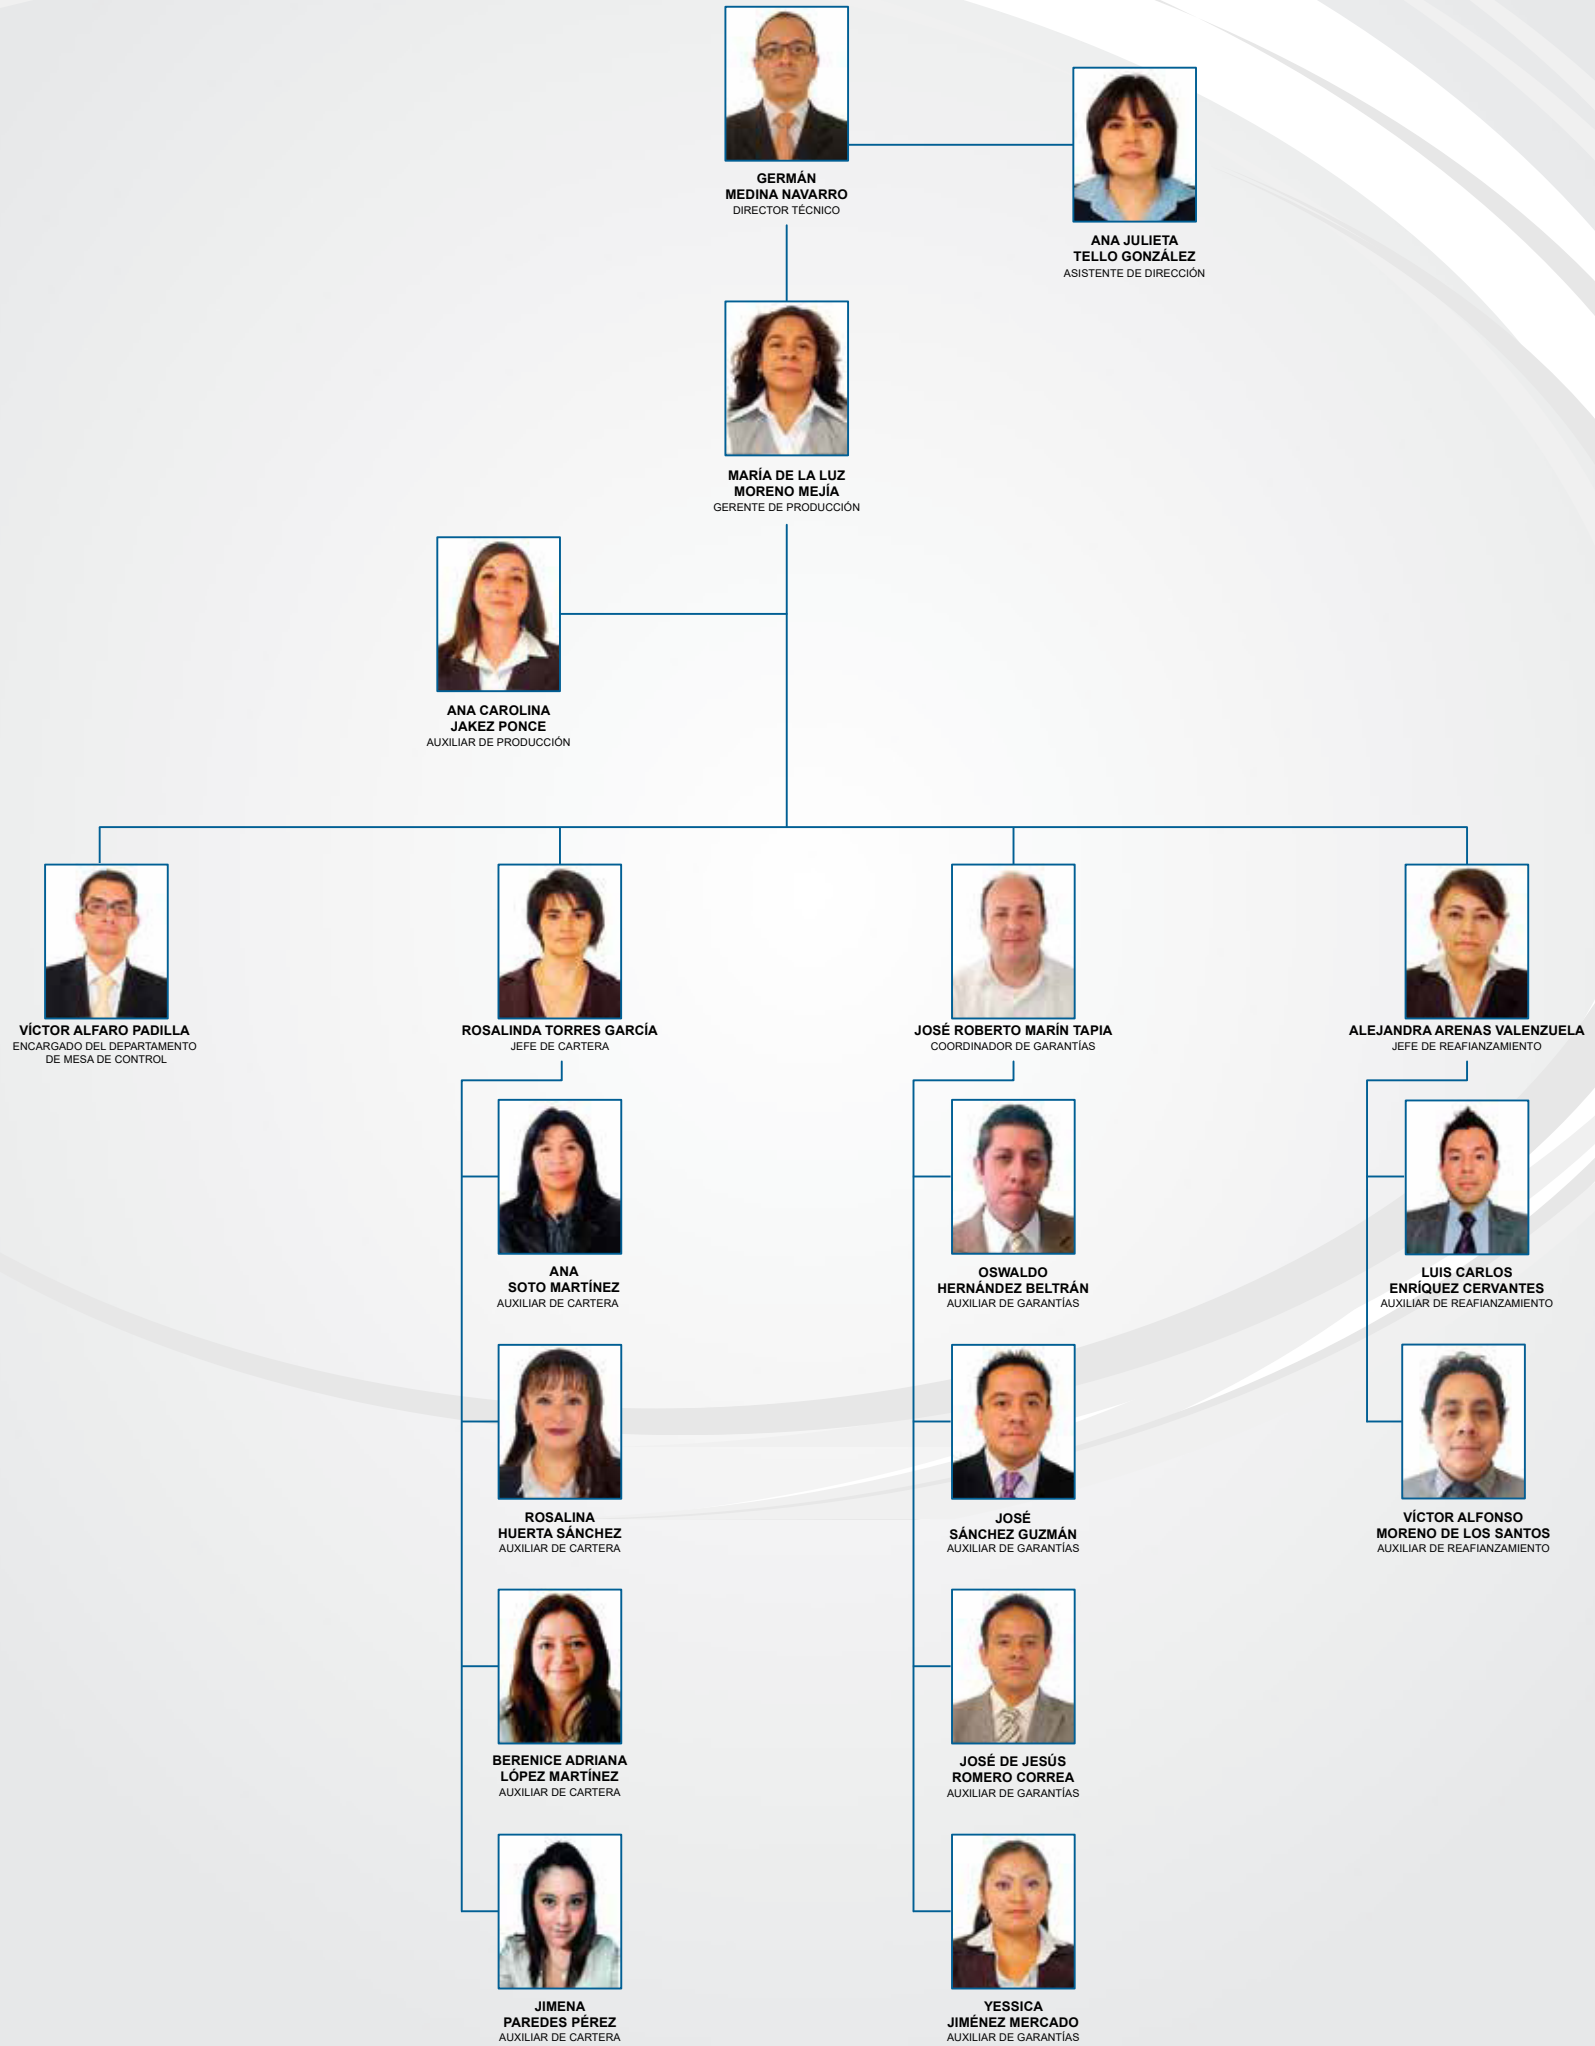 GERMÁN
MEDINA NAVARRO
DIRECTOR TÉCNICO
ANA JULIETA
TELLO GONZÁLEZ
ASISTENTE DE DIRECCIÓN
MARÍA DE LA LUZ
MORENO MEJÍA
GERENTE DE PRODUCCIÓN
ANA CAROLINA
JAKEZ PONCE
AUXILIAR DE PRODUCCIÓN
VÍCTOR ALFARO PADILLA
ENCARGADO DEL DEPARTAMENTO
DE MESA DE CONTROL
ROSALINDA TORRES GARCÍA
JEFE DE CARTERA
JOSÉ ROBERTO MARÍN TAPIA
COORDINADOR DE GARANTÍAS
ALEJANDRA ARENAS VALENZUELA
JEFE DE REAFIANZAMIENTO
ANA
SOTO MARTÍNEZ
AUXILIAR DE CARTERA
OSWALDO
HERNÁNDEZ BELTRÁN
AUXILIAR DE GARANTÍAS
LUIS CARLOS
ENRÍQUEZ CERVANTES
AUXILIAR DE REAFIANZAMIENTO
ROSALINA
HUERTA SÁNCHEZ
AUXILIAR DE CARTERA
JOSÉ
SÁNCHEZ GUZMÁN
AUXILIAR DE GARANTÍAS
VÍCTOR ALFONSO
MORENO DE LOS SANTOS
AUXILIAR DE REAFIANZAMIENTO
BERENICE ADRIANA
LÓPEZ MARTÍNEZ
AUXILIAR DE CARTERA
JOSÉ DE JESÚS
ROMERO CORREA
AUXILIAR DE GARANTÍAS
JIMENA
PAREDES PÉREZ
AUXILIAR DE CARTERA
YESSICA
JIMÉNEZ MERCADO
AUXILIAR DE GARANTÍAS